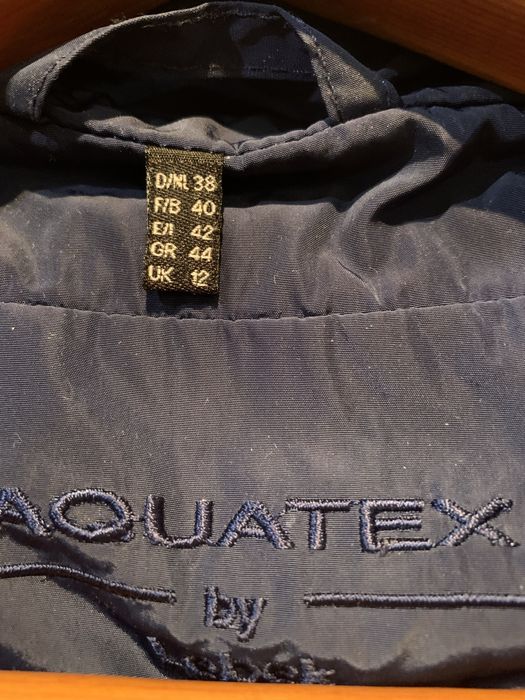 D/NL 38
F/B 40
E/I 42
GR 44
UK 12
AQUATEX
by